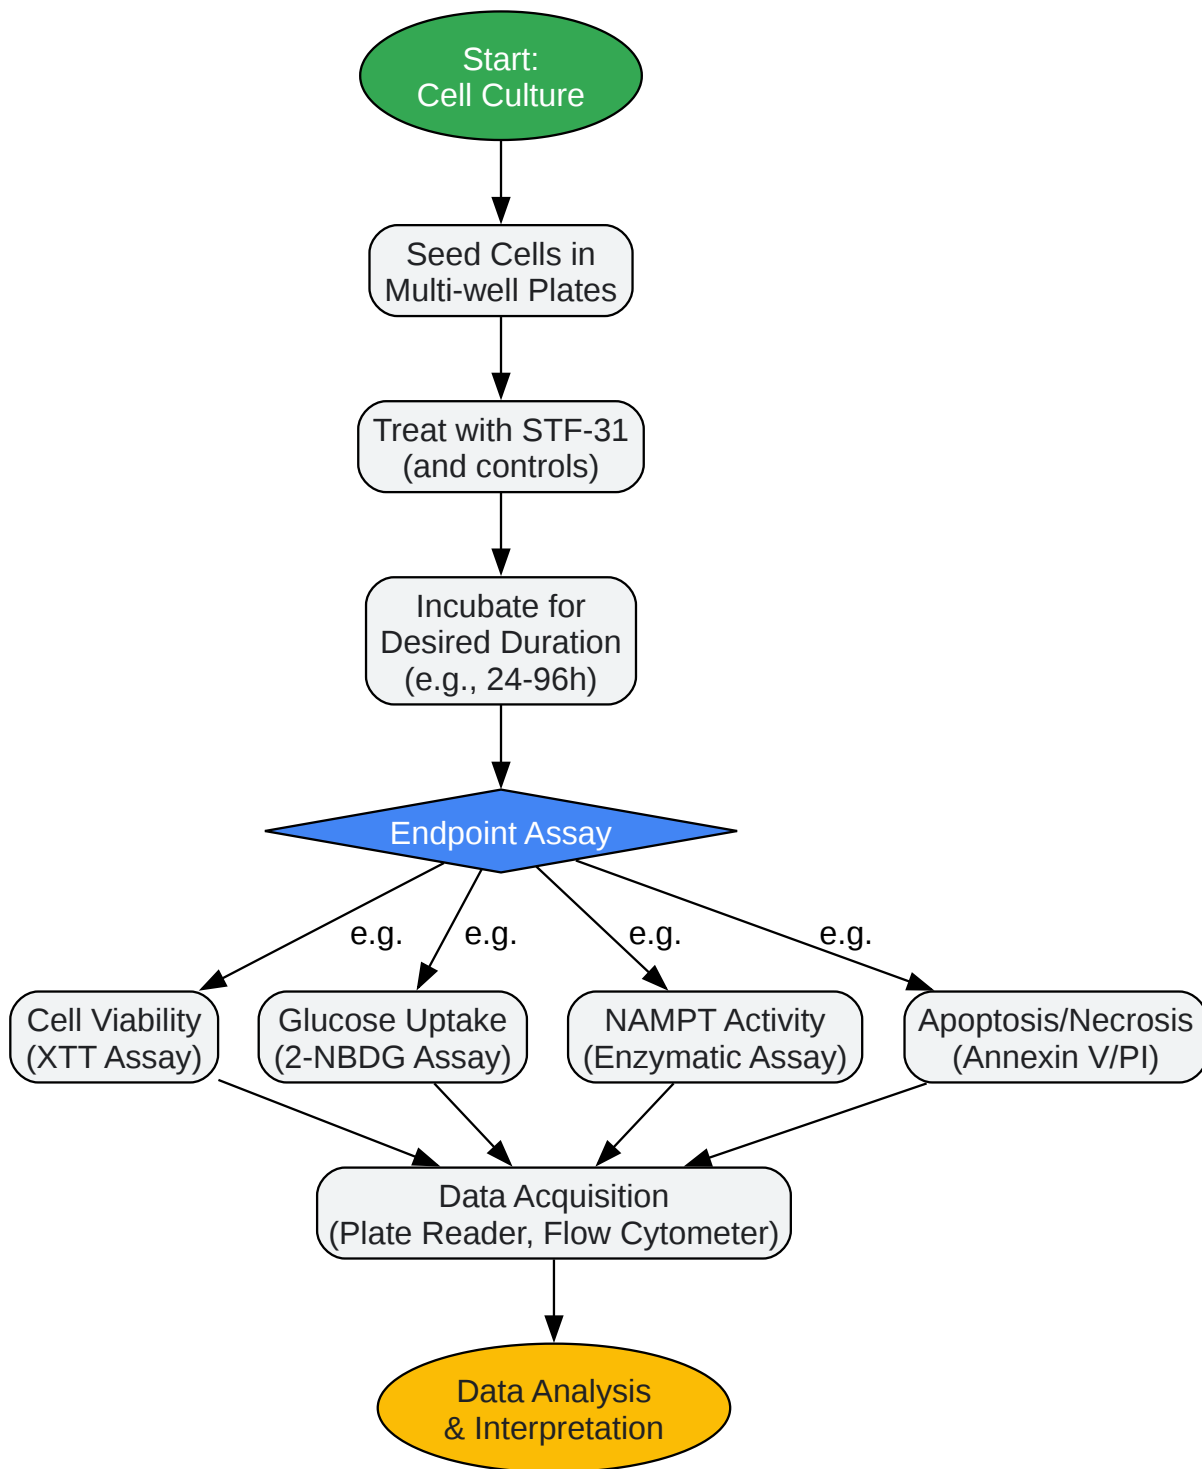 Start:
Cell Culture
Seed Cells in
Multi-well Plates
Treat with STF-31
(and controls)
Incubate for
Desired Duration
(e.g., 24-96h)
Endpoint Assay
e.g.
e.g.
e.g.
e.g.
Cell Viability
(XTT Assay)
Glucose Uptake
(2-NBDG Assay)
NAMPT Activity
(Enzymatic Assay)
Apoptosis/Necrosis
(Annexin V/PI)
Data Acquisition
(Plate Reader, Flow Cytometer)
Data Analysis
& Interpretation